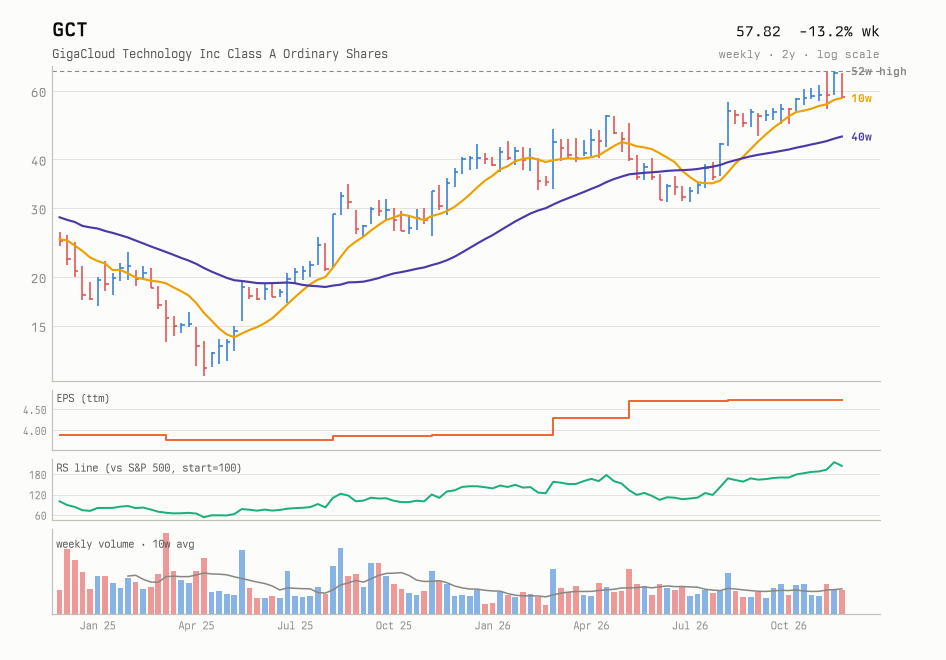 GCT
57.82 -13.2% wk
GigaCloud Technology Inc Class A Ordinary Shares
weekly · 2y · log scale
52w high
60
10w
40w
40
30
20
15
EPS (ttm)
4.50
4.00
RS line (vs S&P 500, start=100)
180
120
60
weekly volume · 10w avg
Jan 25
Apr 25
Jul 25
Oct 25
Jan 26
Apr 26
Jul 26
Oct 26